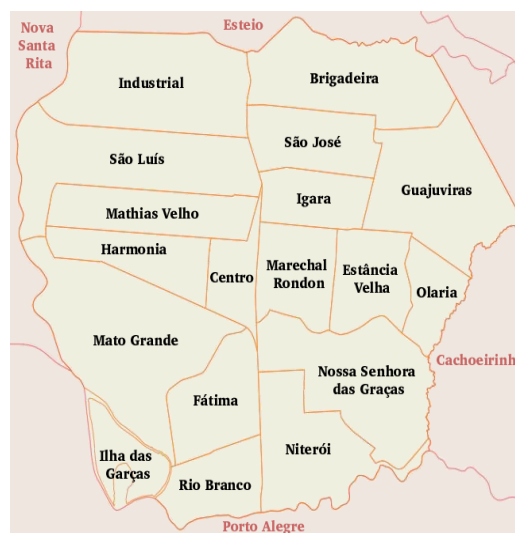 Nova
Santa
Rita
Esteio
Industrial
Brigadeira
São José
São Luís
Igara
Guajuviras
Mathias Velho
Harmonia
Centro
Marechal
Rondon
Estância
Velha
Olaria
Mato Grande
Cachoeirinh
Nossa Senhora
das Graças
Fátima
Ilha das
Garças
Niterói
Rio Branco
Porto Alegre